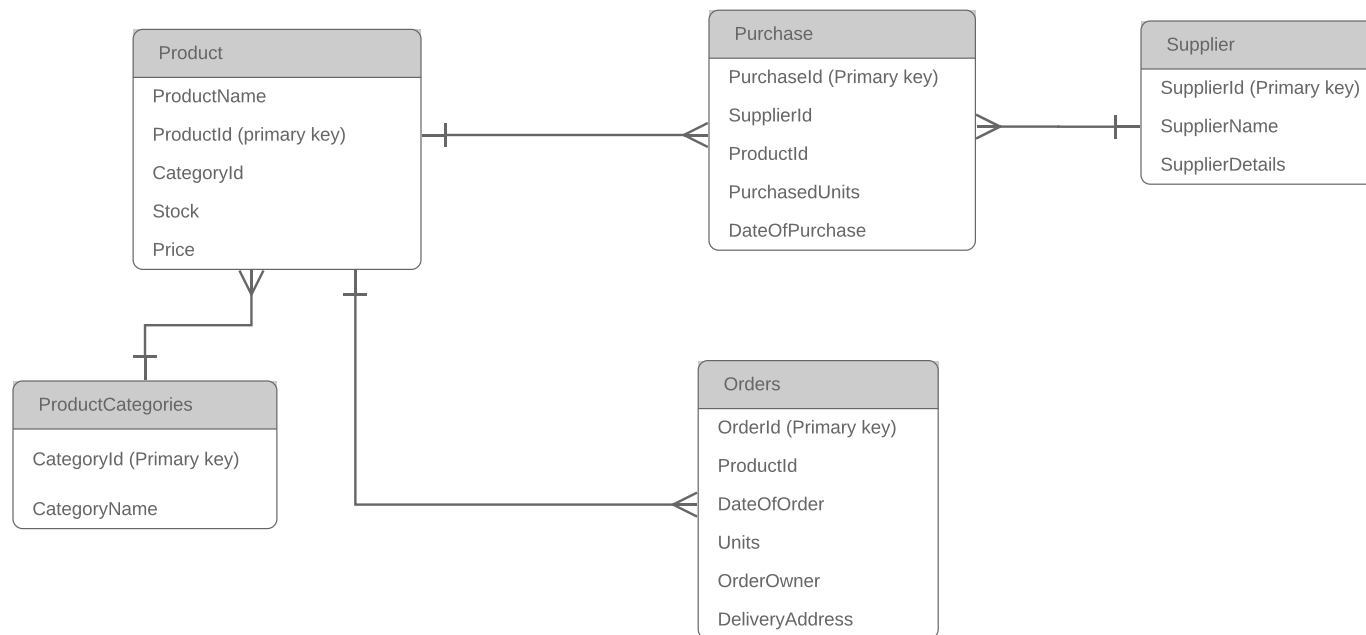 Product
ProductName
ProductId (primary key)
CategoryId
Stock
Price
Purchase
PurchaseId (Primary key)
SupplierId
ProductId
PurchasedUnits
DateOfPurchase
Supplier
SupplierId (Primary key)
SupplierName
SupplierDetails
ProductCategories
CategoryId (Primary key)
CategoryName
Orders
OrderId (Primary key)
ProductId
DateOfOrder
Units
OrderOwner
DeliveryAddress